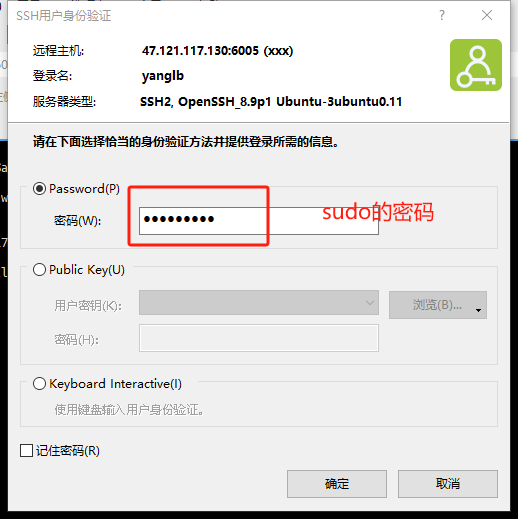 SSH用户身份验证
远程主机: 47.121.117.130:6005 (xxx)
登录名: yanglb
服务器类型: SSH2, OpenSSH_8.9p1 Ubuntu-3ubuntu0.11
请在下面选择恰当的身份验证方法并提供登录所需的信息。
Password(P)
密码(W): ●●●●●●●●● sudo的密码
Public Key(U)
用户密钥(K): 浏览(B)...
密码(H):
Keyboard Interactive(I)
使用键盘输入用户身份验证。
记住密码(R)
确定 取消